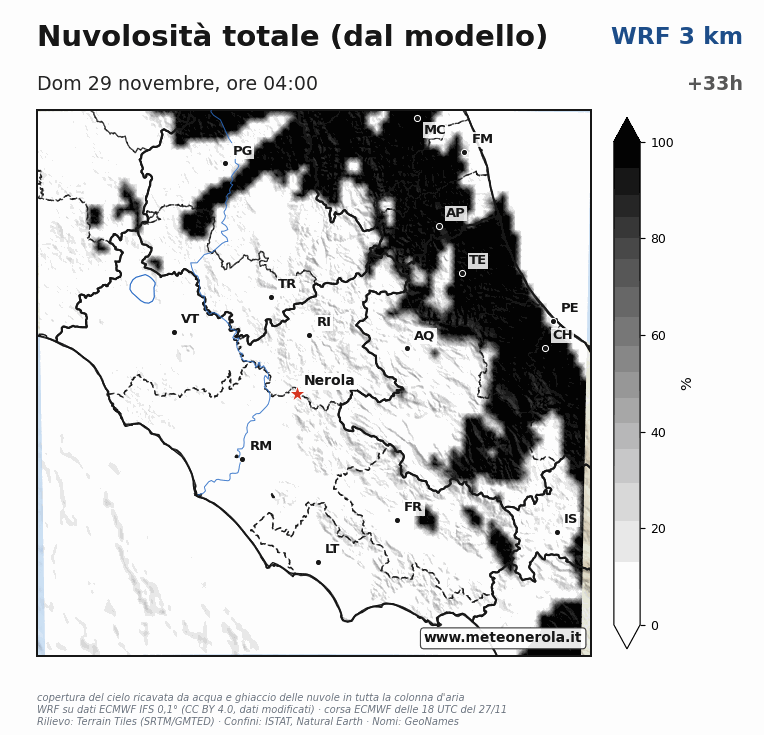 Nuvolosità totale (dal modello)
WRF 3 km
Dom 29 novembre, ore 04:00
+33h
MC
FM
PG
AP
TE
TR
PE
VT
RI
AQ
CH
Nerola
RM
FR
IS
LT
www.meteonerola.it
100
80
60
40
20
0
%
copertura del cielo ricavata da acqua e ghiaccio delle nuvole in tutta la colonna d'aria
WRF su dati ECMWF IFS 0,1° (CC BY 4.0, dati modificati) · corsa ECMWF delle 18 UTC del 27/11
Rilievo: Terrain Tiles (SRTM/GMTED) · Confini: ISTAT, Natural Earth · Nomi: GeoNames